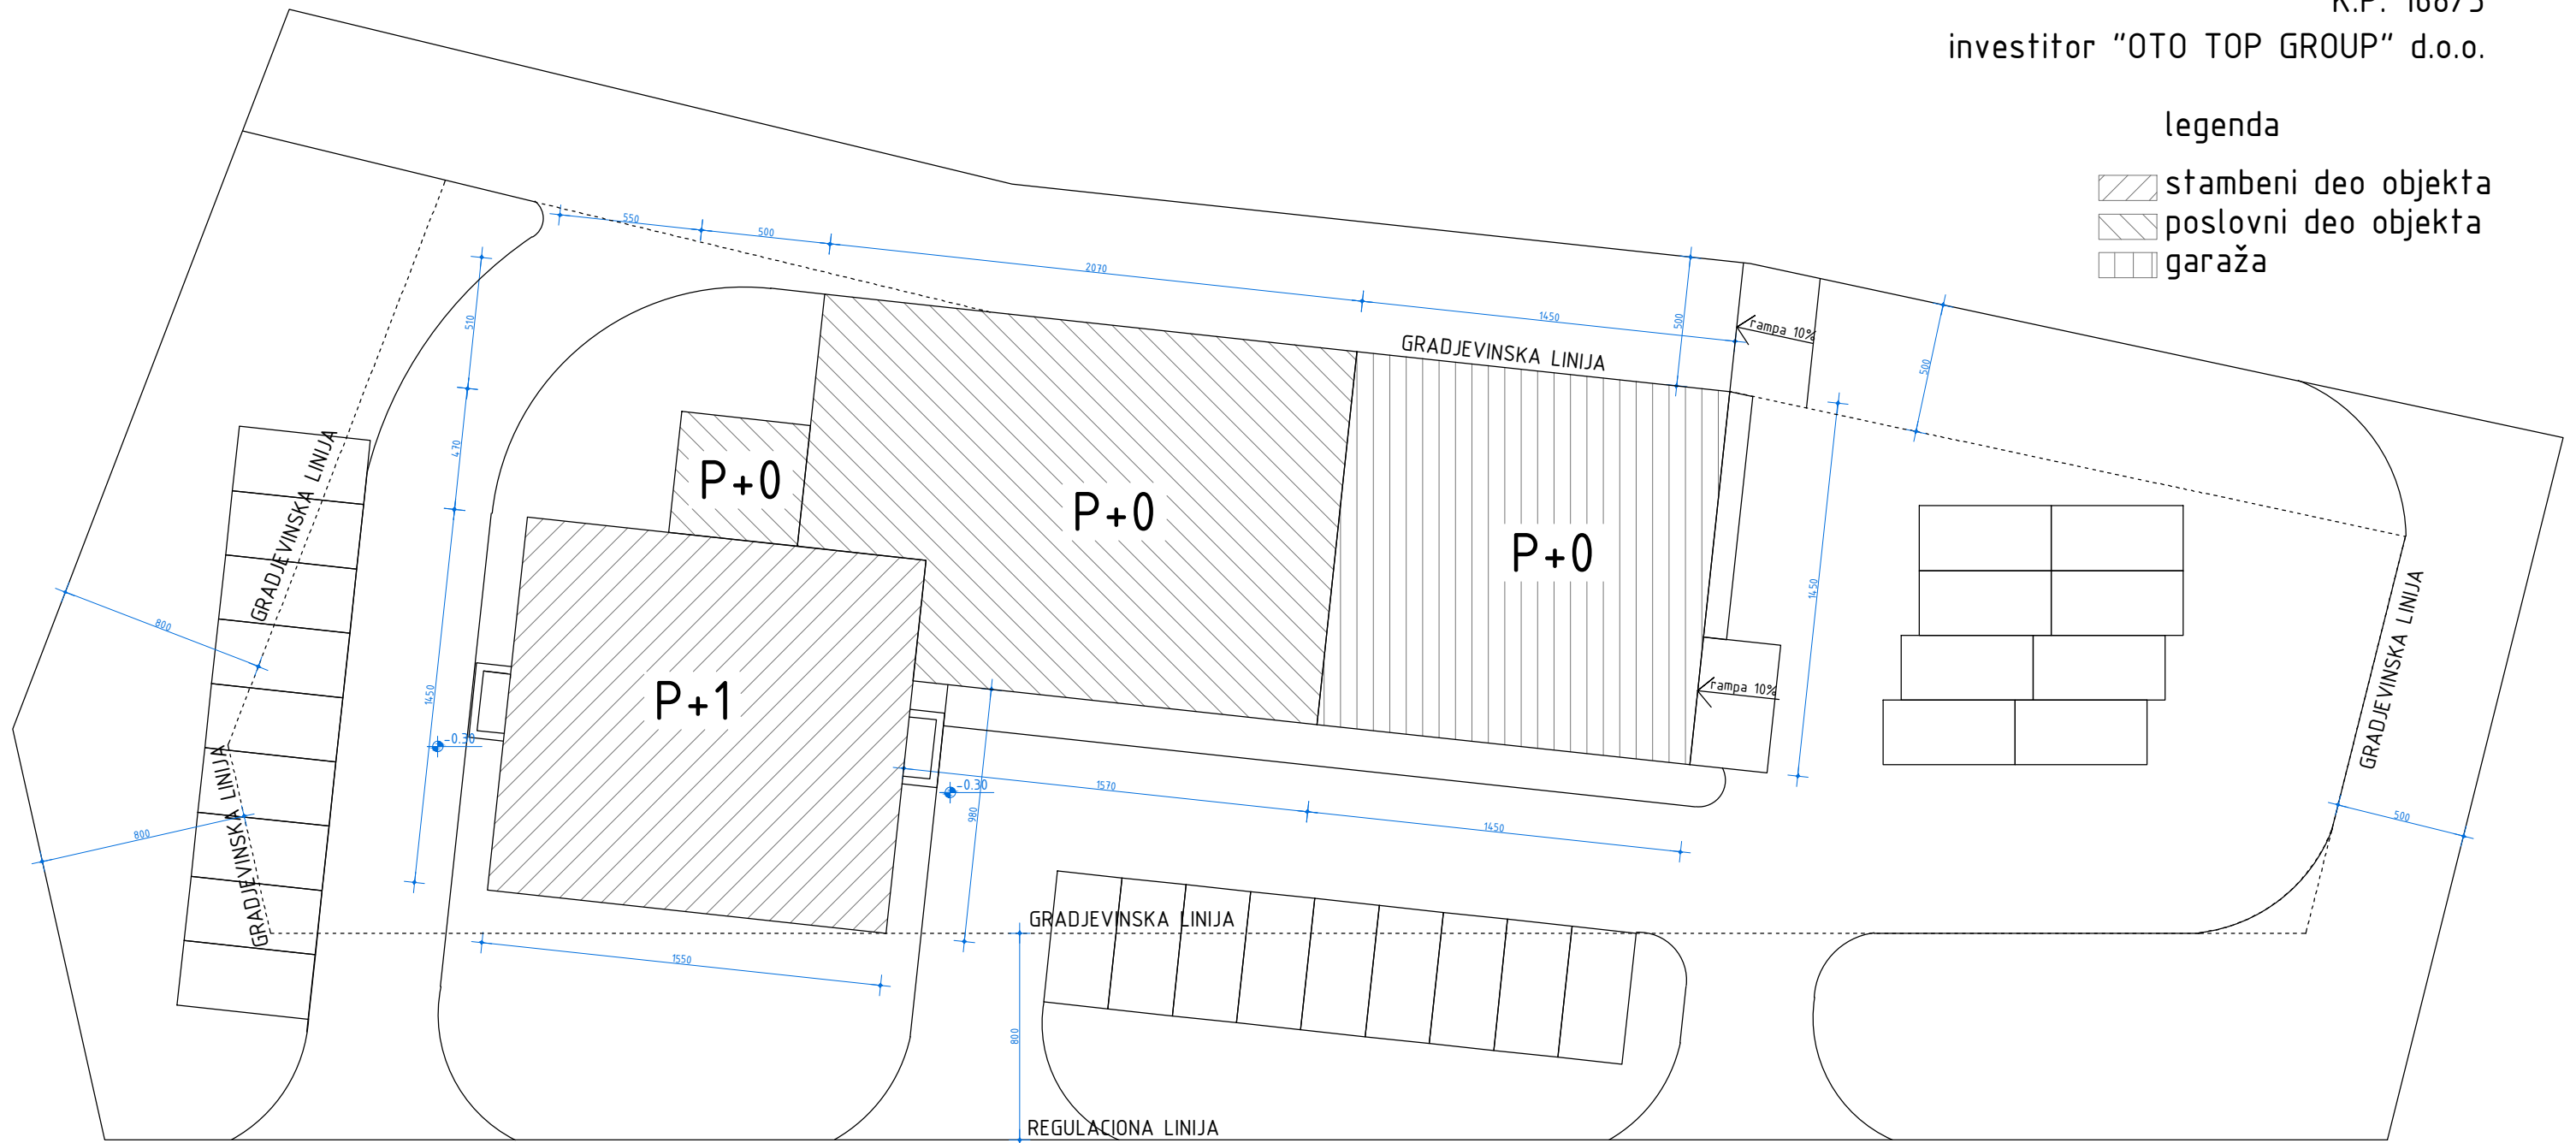 investitor "OTO TOP GROUP" d.o.o.
legenda
stambeni deo objekta
poslovni deo objekta
garaža
550
500
2070
1450
500
rampa 10%
500
510
470
1450
GRADJEVINSKA LINIJA
GRADJEVINSKA LINIJA
P+0
P+0
P+0
P+1
1450
rampa 10%
GRADJEVINSKA LINIJA
800
GRADJEVINSKA LINIJA
800
-0.30
-0.30
980
1570
1450
500
GRADJEVINSKA LINIJA
1550
800
REGULACIONA LINIJA